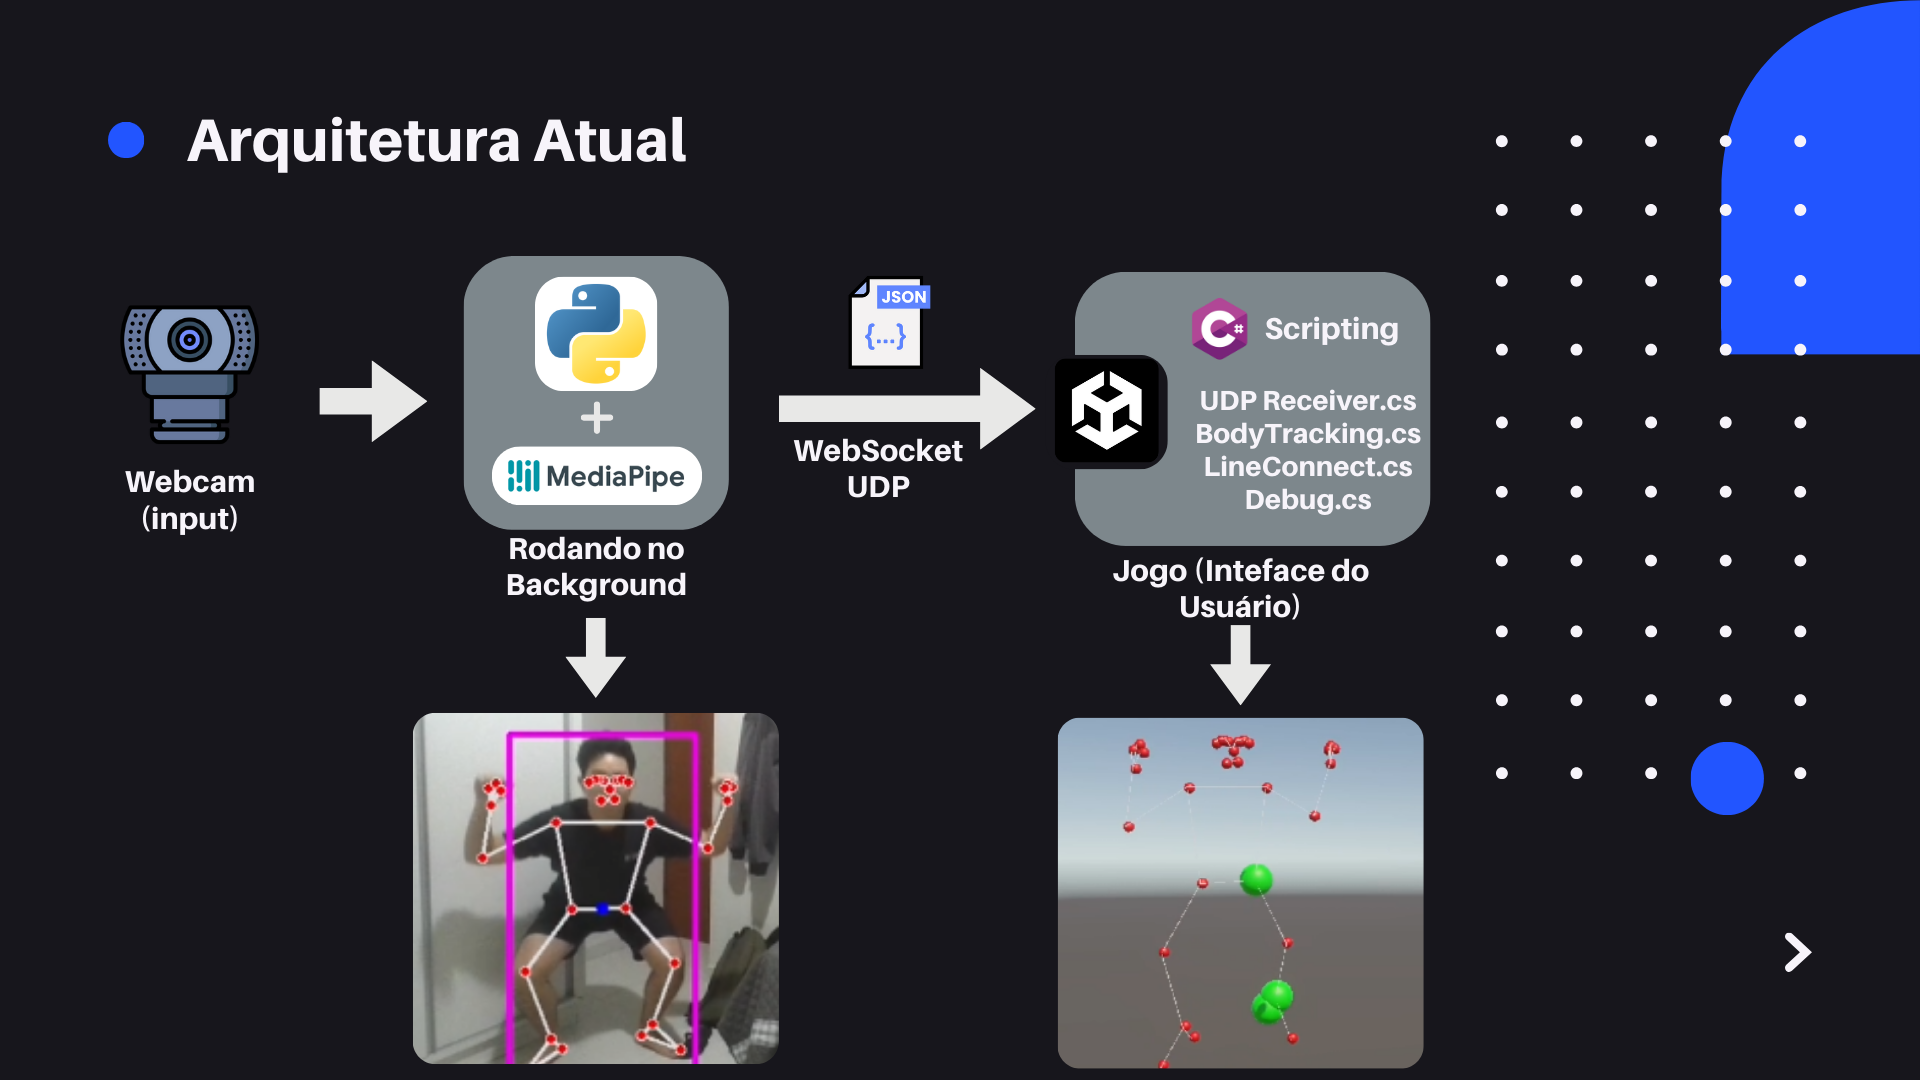 Arquitetura Atual
Webcam
(input)
+
MediaPipe
Rodando no
Background
JSON
{...}
WebSocket
UDP
C#
Scripting
UDP Receiver.cs
BodyTracking.cs
LineConnect.cs
Debug.cs
Jogo (Inteface do
Usuário)